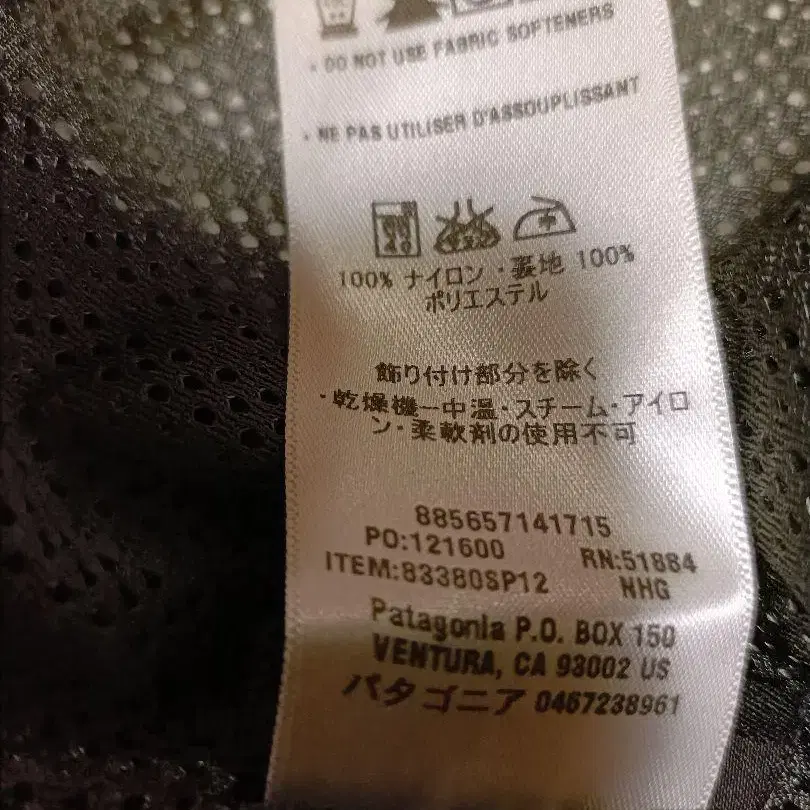 • DO NOT USE FABRIC SOFTENERS
• NE PAS UTILISER D'ASSOUPLISSANT
100% ナイロン・裏地 100%
ポリエステル
飾り付け部分を除く
・乾燥機ー中温・スチーム・アイロ
ン・柔軟剤の使用不可
885657141715
PO:121600 RN:51884
ITEM:83380SP12 NHG
Patagonia P.O. BOX 150
VENTURA, CA 93002 US
パタゴニア 0467238961